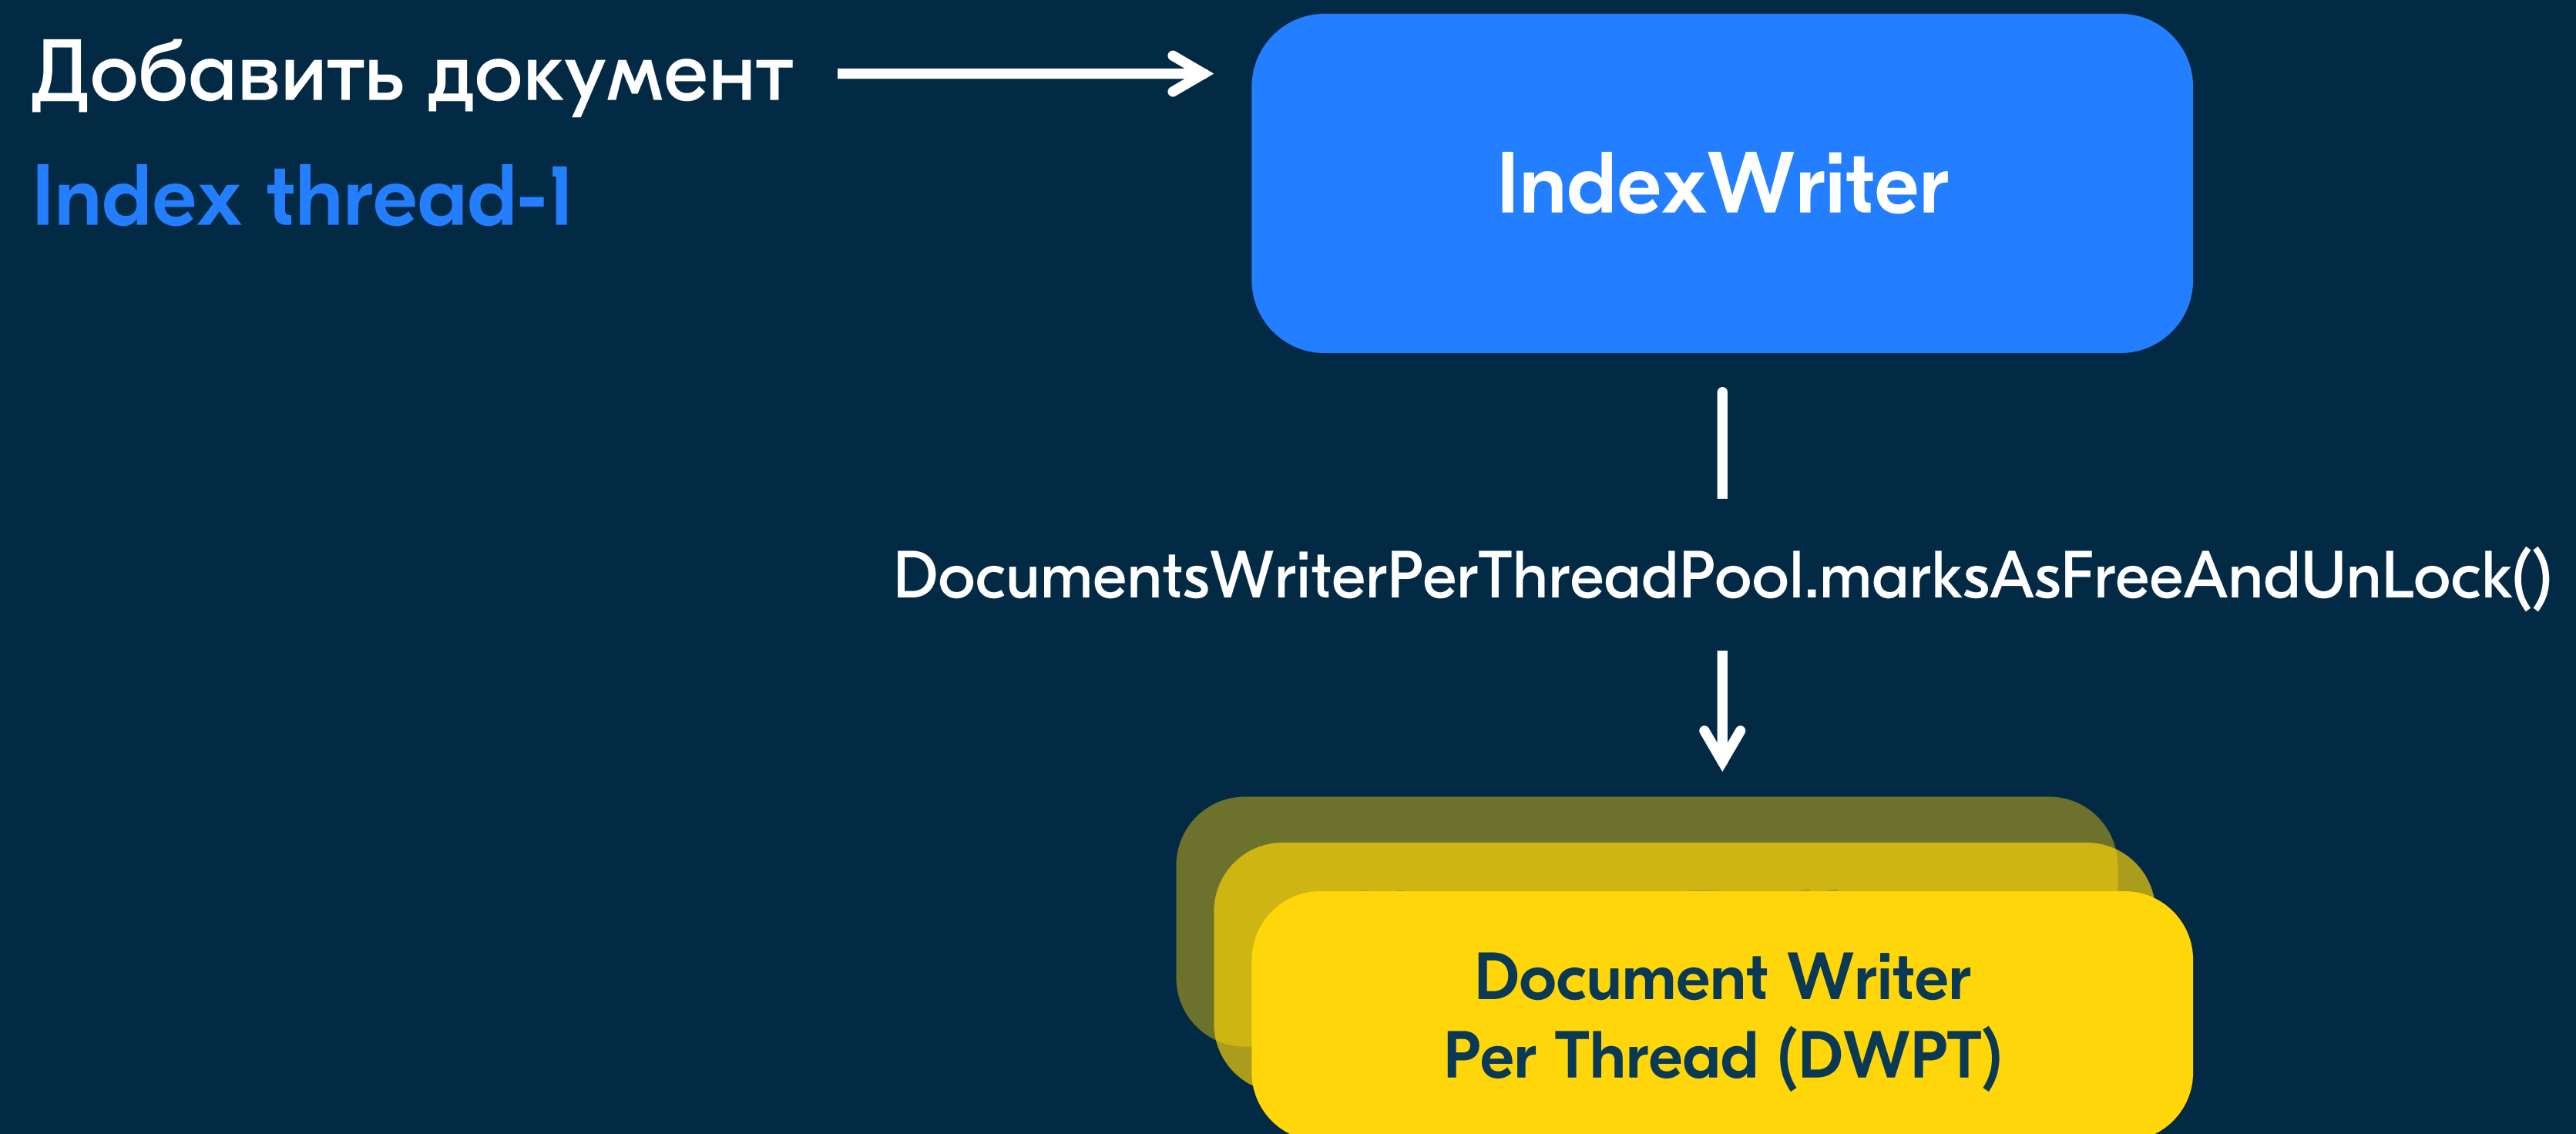 Добавить документ
Index thread-1
IndexWriter
DocumentsWriterPerThreadPool.marksAsFreeAndUnLock()
Document Writer
Per Thread (DWPT)